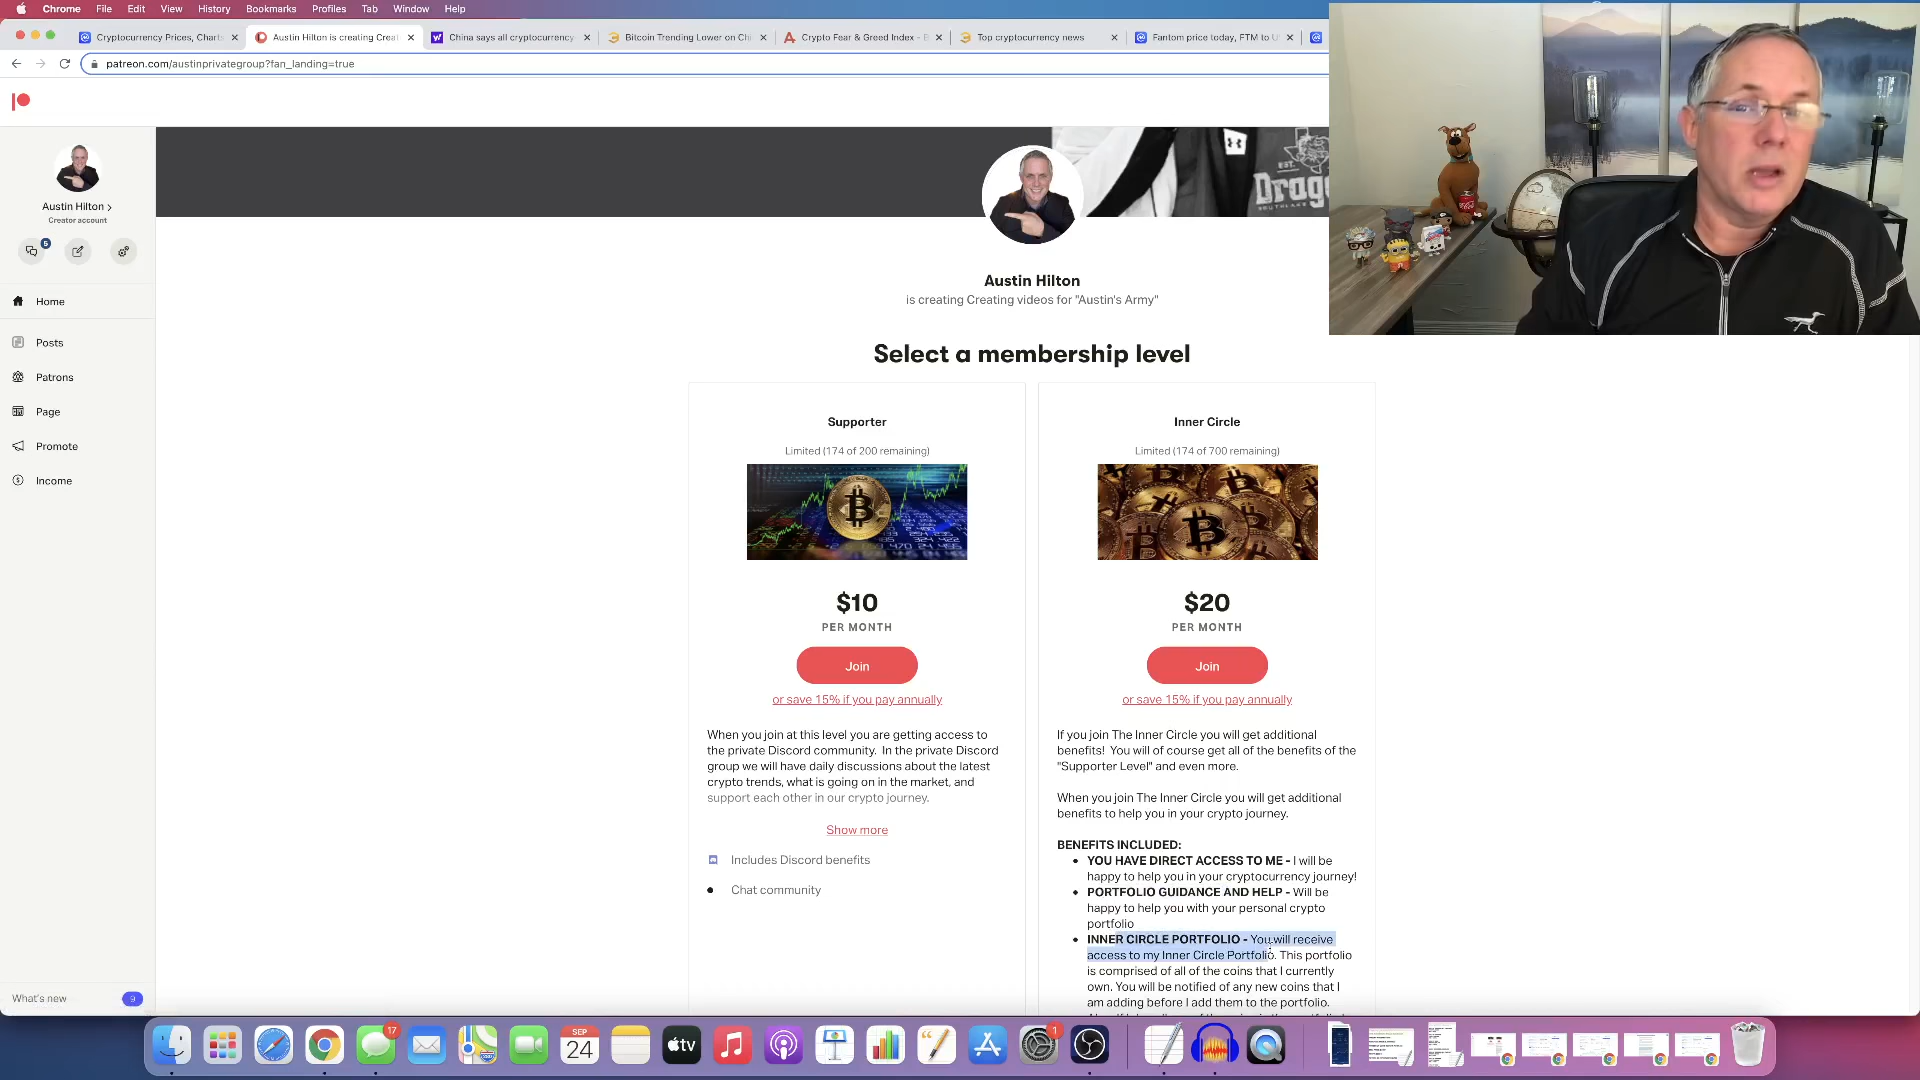 Chrome File Edit View History Bookmarks Profiles Tab Window Help
Cryptocurrency Prices, Chart
Austin Hilton is creating Creat
China says all cryptocurrency
Bitcoin Trending Lower on Ch
Crypto Fear & Greed Index - B
Top cryptocurrency news
Fantom price today, FTM to U
patreon.com/austinprivategroup?fan_landing=true
EST.
Drag
SOUTHLAKE
Austin Hilton
Creator account
5
Home
Posts
Patrons
Page
Promote
Income
What's new 9
Austin Hilton
is creating Creating videos for "Austin's Army"
Select a membership level
Supporter
Limited (174 of 200 remaining)
$10
PER MONTH
Join
or save 15% if you pay annually
When you join at this level you are getting access to
the private Discord community. In the private Discord
group we will have daily discussions about the latest
crypto trends, what is going on in the market, and
support each other in our crypto journey.
Show more
Includes Discord benefits
Chat community
Inner Circle
Limited (174 of 700 remaining)
$20
PER MONTH
Join
or save 15% if you pay annually
If you join The Inner Circle you will get additional
benefits! You will of course get all of the benefits of the
"Supporter Level" and even more.
When you join The Inner Circle you will get additional
benefits to help you in your crypto journey.
BENEFITS INCLUDED:
YOU HAVE DIRECT ACCESS TO ME - I will be
happy to help you in your cryptocurrency journey!
PORTFOLIO GUIDANCE AND HELP - Will be
happy to help you with your personal crypto
portfolio
INNER CIRCLE PORTFOLIO - You will receive
access to my Inner Circle Portfolio. This portfolio
is comprised of all of the coins that I currently
own. You will be notified of any new coins that I
am adding before I add them to the portfolio.
17
SEP
24
tv
1